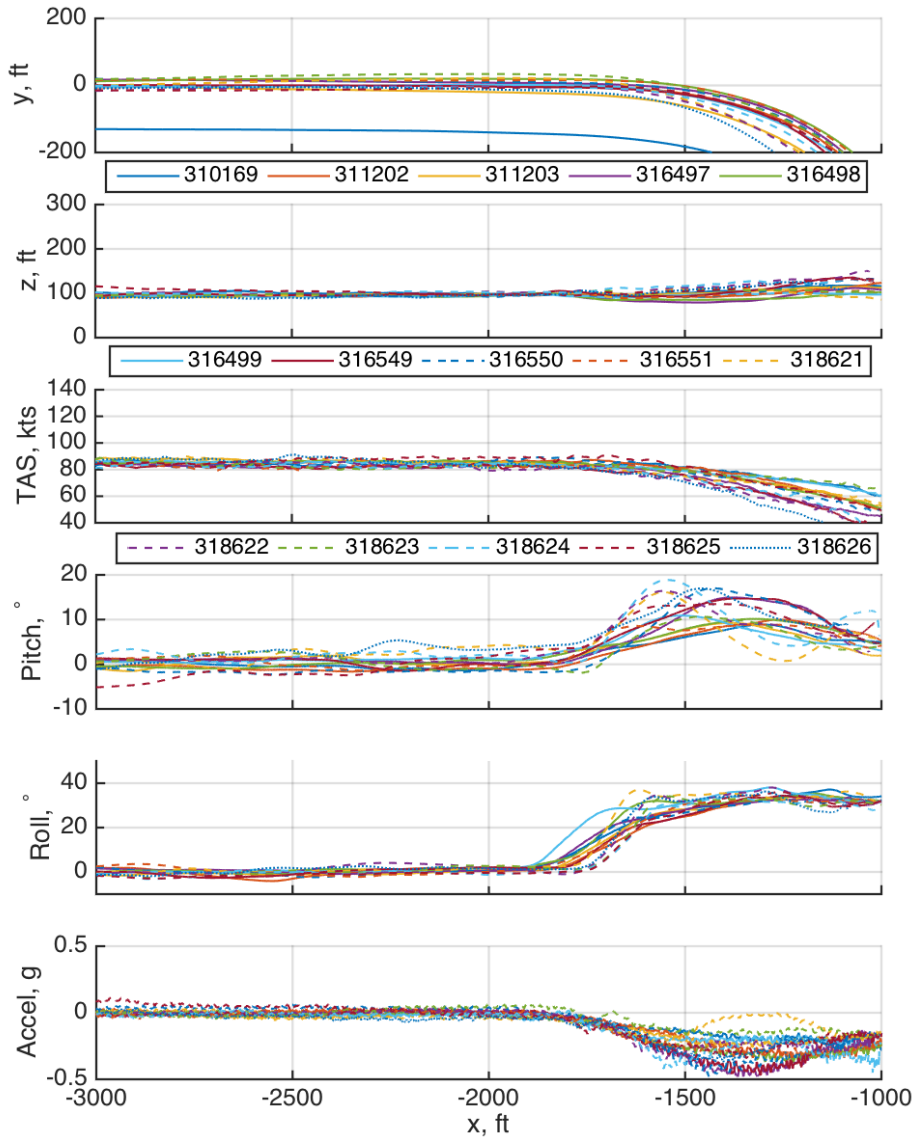 200
0
-200
y, ft
310169 311202 311203 316497 316498
300
200
100
0
z, ft
316499 316549 316550 316551 318621
140
120
100
80
60
40
TAS, kts
318622 318623 318624 318625 318626
20
10
0
-10
Pitch, °
40
20
0
Roll, °
0.5
0
-0.5
Accel, g
-3000 -2500 -2000 -1500 -1000
x, ft